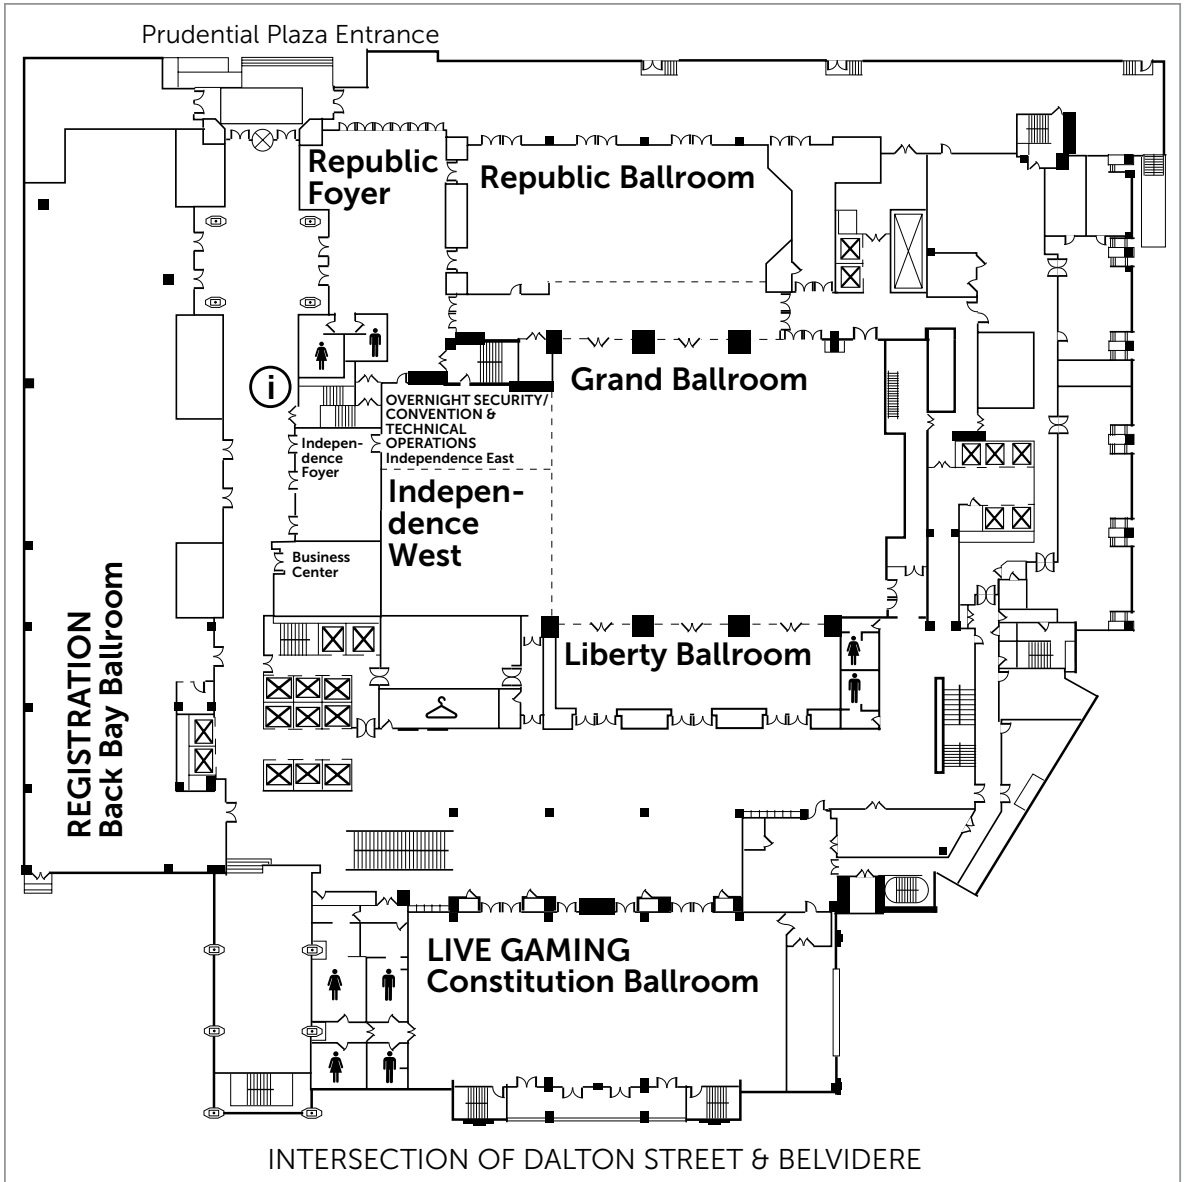 Prudential Plaza Entrance
Republic
Foyer
Republic Ballroom
i
Grand Ballroom
OVERNIGHT SECURITY/
CONVENTION &
TECHNICAL
OPERATIONS
Independence East
Indepen-
dence
Foyer
Indepen-
dence
West
Business
Center
REGISTRATION
Back Bay Ballroom
Liberty Ballroom
LIVE GAMING
Constitution Ballroom
INTERSECTION OF DALTON STREET & BELVIDERE